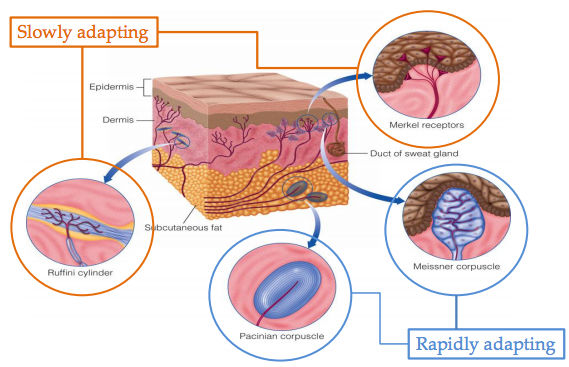 Slowly adapting
Epidermis
Dermis
Merkel receptors
Duct of sweat gland
Subcutaneous fat
Ruffini cylinder
Meissner corpuscle
Pacinian corpuscle
Rapidly adapting